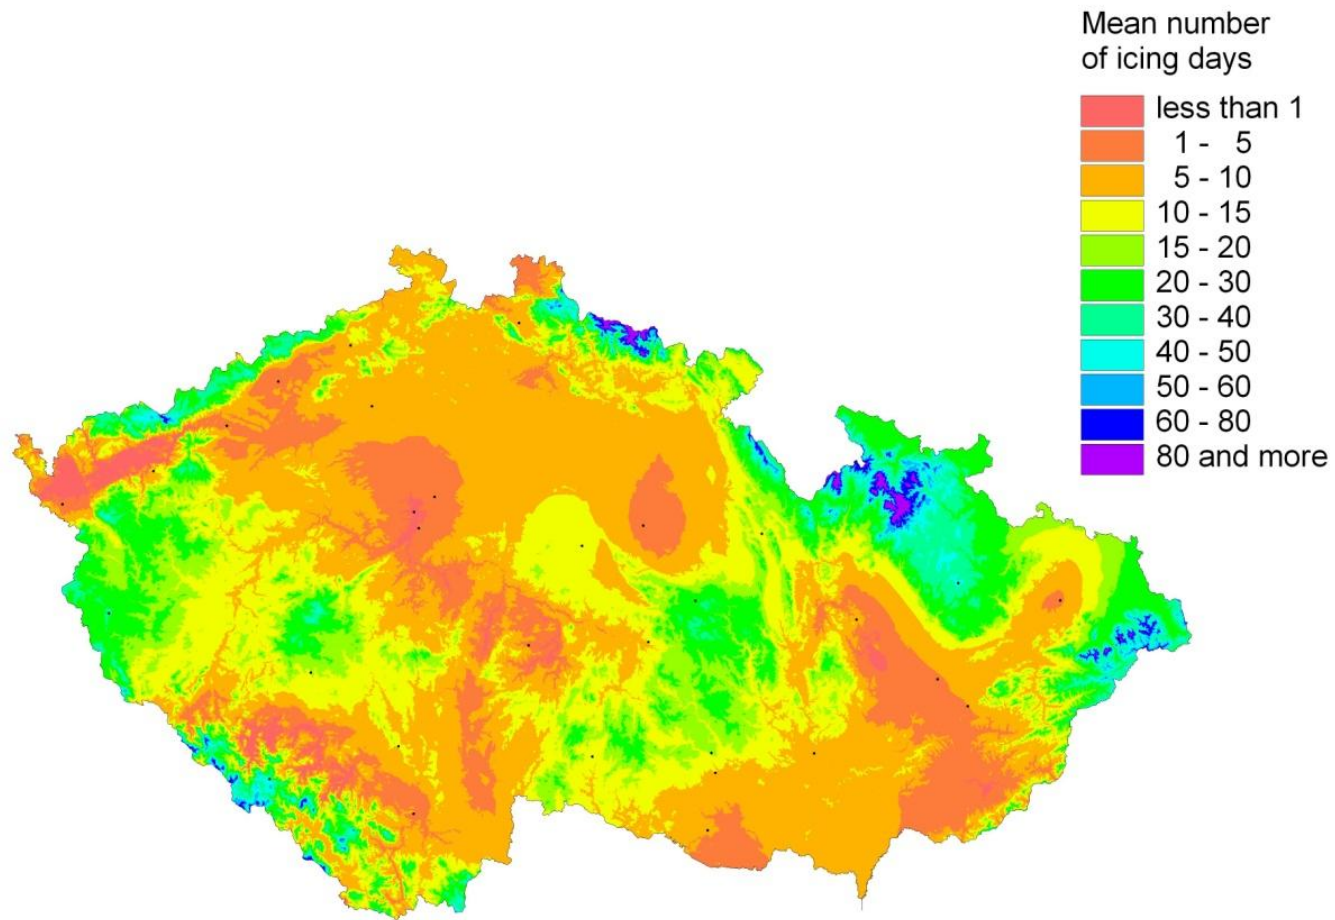 Mean number
of icing days
less than 1
1 - 5
5 - 10
10 - 15
15 - 20
20 - 30
30 - 40
40 - 50
50 - 60
60 - 80
80 and more